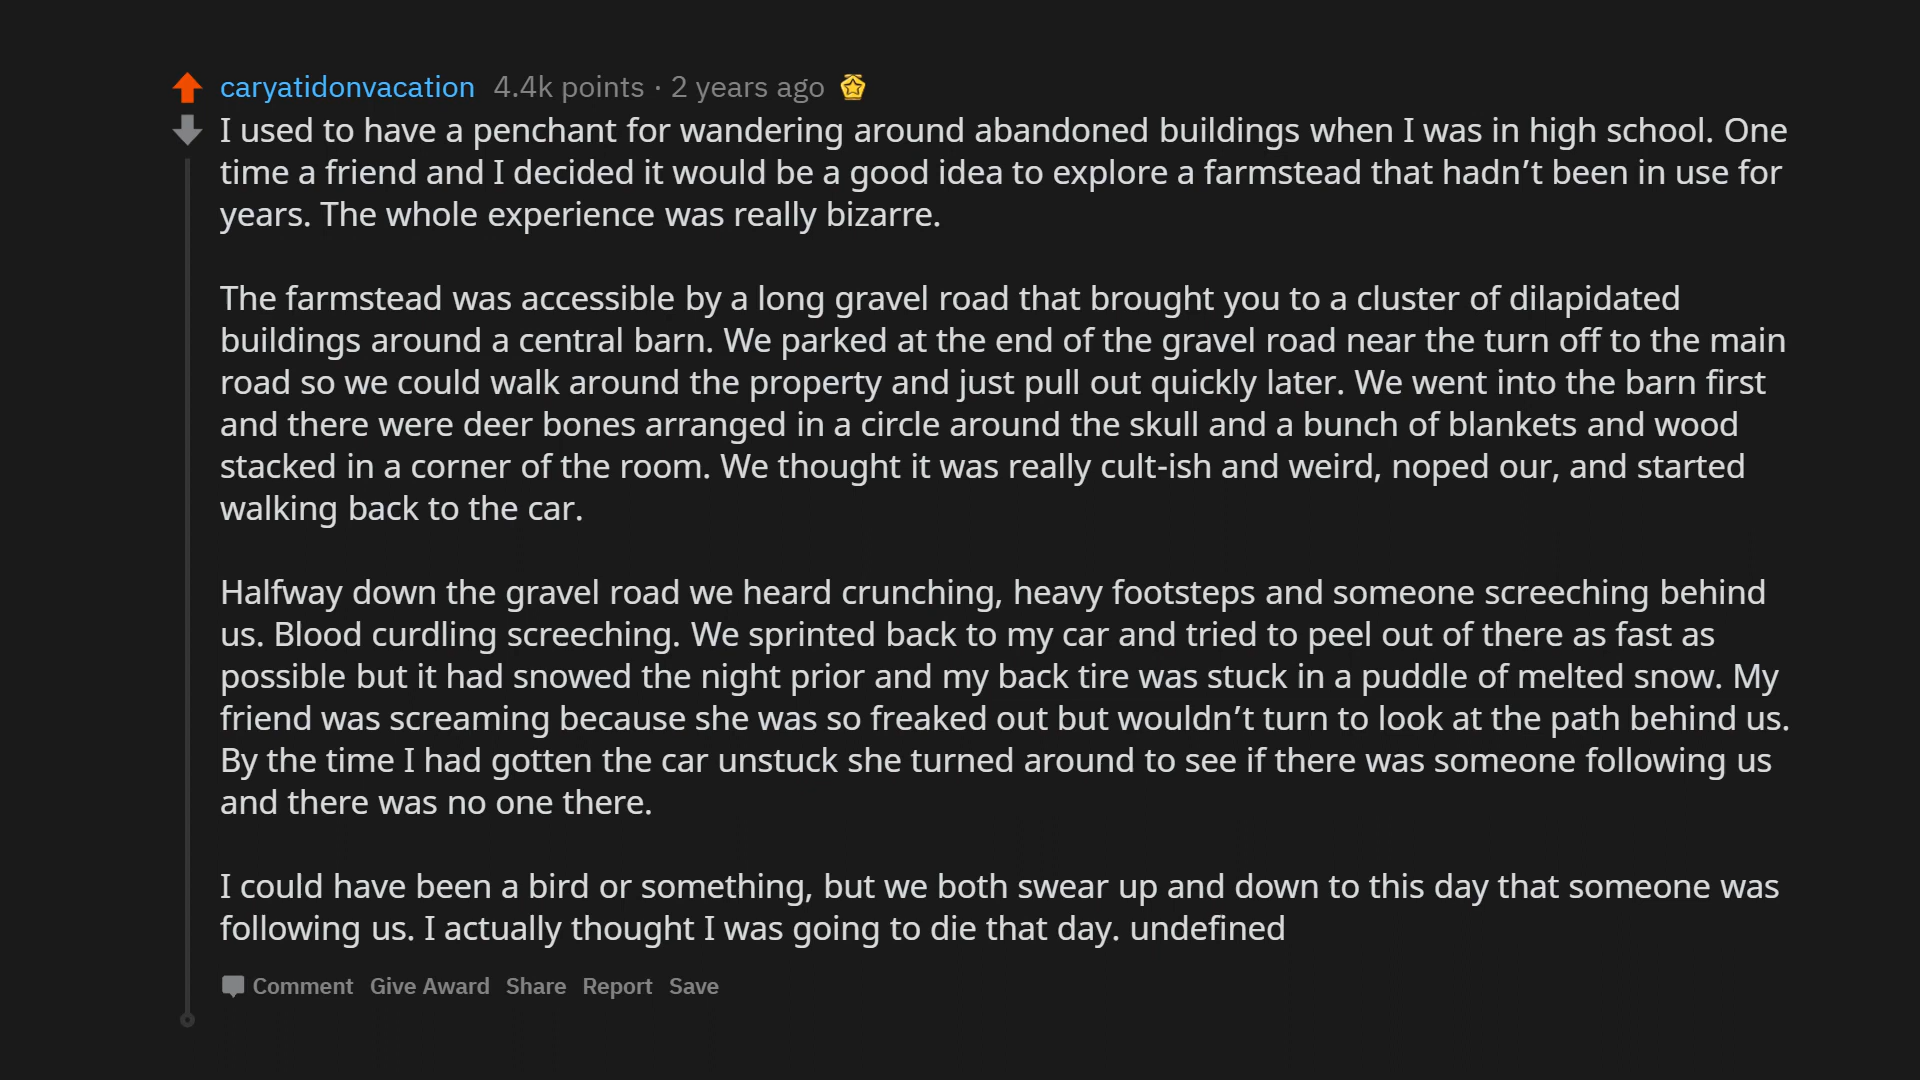 caryatidonvacation 4.4k points · 2 years ago
I used to have a penchant for wandering around abandoned buildings when I was in high school. One
time a friend and I decided it would be a good idea to explore a farmstead that hadn’t been in use for
years. The whole experience was really bizarre.
The farmstead was accessible by a long gravel road that brought you to a cluster of dilapidated
buildings around a central barn. We parked at the end of the gravel road near the turn off to the main
road so we could walk around the property and just pull out quickly later. We went into the barn first
and there were deer bones arranged in a circle around the skull and a bunch of blankets and wood
stacked in a corner of the room. We thought it was really cult-ish and weird, noped our, and started
walking back to the car.
Halfway down the gravel road we heard crunching, heavy footsteps and someone screeching behind
us. Blood curdling screeching. We sprinted back to my car and tried to peel out of there as fast as
possible but it had snowed the night prior and my back tire was stuck in a puddle of melted snow. My
friend was screaming because she was so freaked out but wouldn’t turn to look at the path behind us.
By the time I had gotten the car unstuck she turned around to see if there was someone following us
and there was no one there.
I could have been a bird or something, but we both swear up and down to this day that someone was
following us. I actually thought I was going to die that day. undefined
Comment Give Award Share Report Save